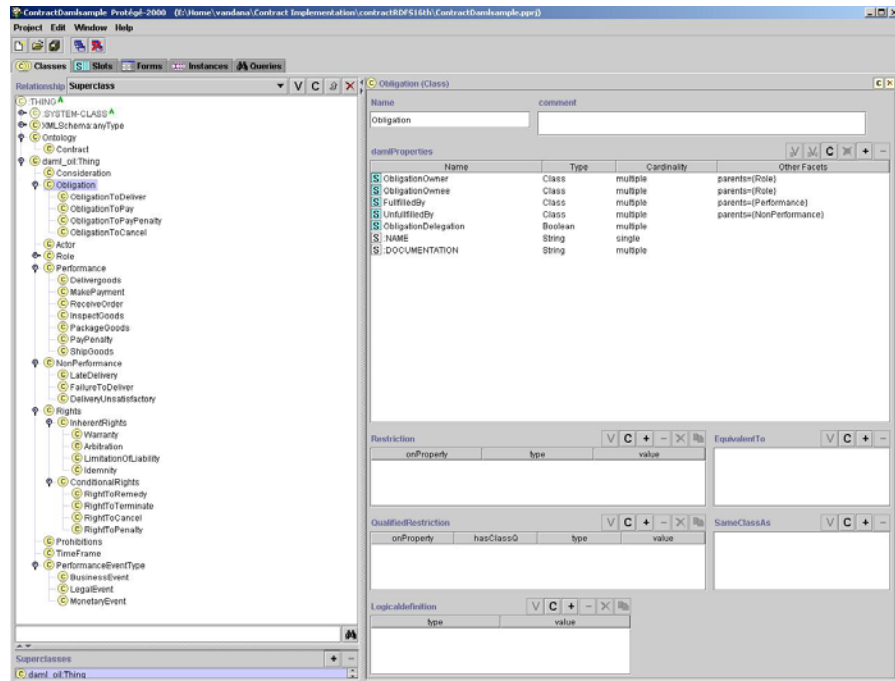 ContractDamlsample Protégé-2000 (E:\Home\vandana\Contract Implementation\contractRDFS16th\ContractDamlsample.pprj)
Project Edit Window Help
Classes Slots Forms Instances Queries
Relationship Superclass V C X
:THING A
:SYSTEM-CLASS A
XMLSchema:anyType
Ontology
Contract
daml_oil:Thing
Consideration
Obligation
ObligationToDeliver
ObligationToPay
ObligationToPayPenalty
ObligationToCancel
Actor
Role
Performance
Delivergoods
MakePayment
ReceiveOrder
InspectGoods
PackageGoods
PayPenalty
ShipGoods
NonPerformance
LateDelivery
FailureToDeliver
DeliveryUnsatisfactory
Rights
InherentRights
Warranty
Arbitration
LimitationOfLiability
Idemnity
ConditionalRights
RightToRemedy
RightToTerminate
RightToCancel
RightToPenalty
Prohibitions
TimeFrame
PerformanceEventType
BusinessEvent
LegalEvent
MonetaryEvent
Superclasses + -
daml_oil:Thing
Obligation (Class) C X
Name comment
Obligation
damlProperties C + -
Name Type Cardinality Other Facets
S ObligationOwner Class multiple parents={Role}
S ObligationOwnee Class multiple parents={Role}
S FullfilledBy Class multiple parents={Performance}
S UnfullfilledBy Class multiple parents={NonPerformance}
S ObligationDelegation Boolean multiple
S :NAME String single
S :DOCUMENTATION String multiple
Restriction V C + - EquivalentTo V C + -
onProperty type value
QualifiedRestriction V C + - SameClassAs V C + -
onProperty hasClassQ type value
Logicaldefinition V C + -
type value